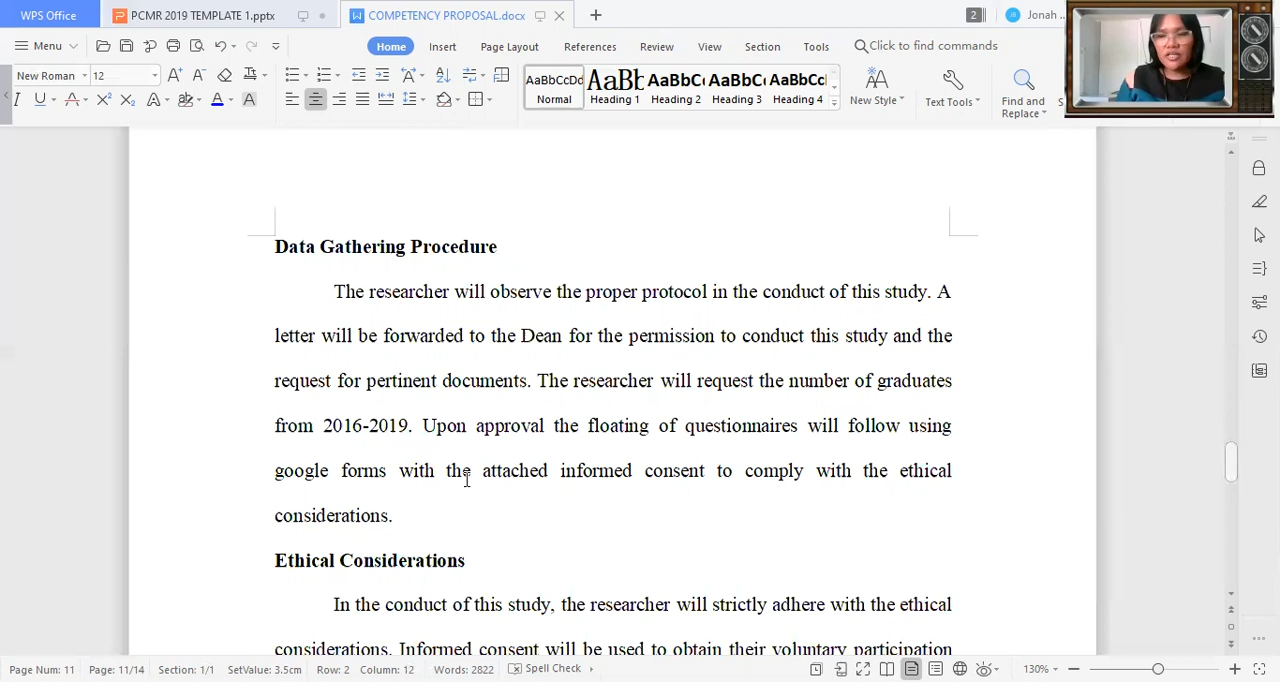 WPS Office
PCMR 2019 TEMPLATE 1.pptx
COMPETENCY PROPOSAL.docx
2
Jonah ...
Menu
Home
Insert
Page Layout
References
Review
View
Section
Tools
Click to find commands
New Roman
12
AaBbCcDd
Normal
AaBb
Heading 1
AaBbC
Heading 2
AaBbC
Heading 3
AaBbC
Heading 4
New Style
Text Tools
Find and
Replace
Data Gathering Procedure
The researcher will observe the proper protocol in the conduct of this study. A
letter will be forwarded to the Dean for the permission to conduct this study and the
request for pertinent documents. The researcher will request the number of graduates
from 2016-2019. Upon approval the floating of questionnaires will follow using
google forms with the attached informed consent to comply with the ethical
considerations.
Ethical Considerations
In the conduct of this study, the researcher will strictly adhere with the ethical
considerations. Informed consent will be used to obtain their voluntary participation
Page Num: 11
Page: 11/14
Section: 1/1
SetValue: 3.5cm
Row: 2
Column: 12
Words: 2822
Spell Check
130%